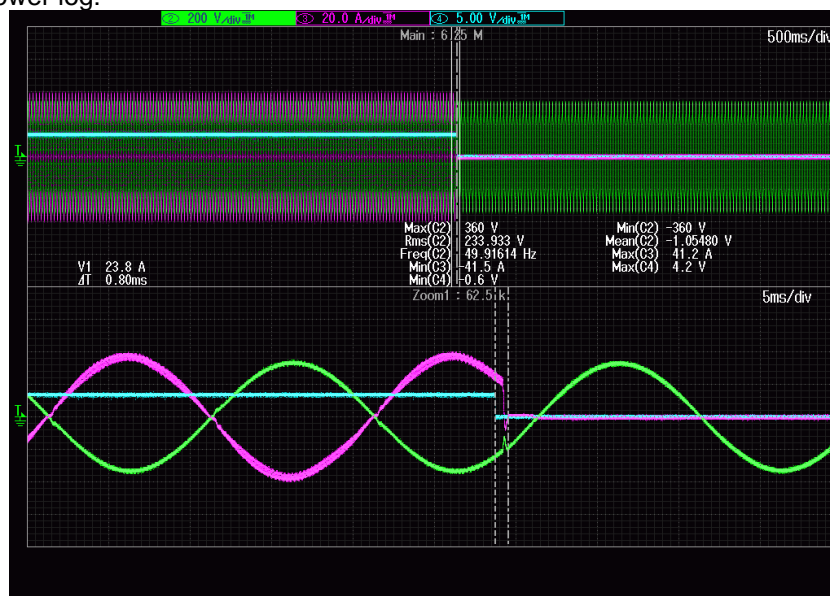 ower log.
② 200 V/div ③ 20.0 A/div ④ 5.00 V/div
Main : 6.25 M 500ms/div
Max(C2) 360 V Min(C2) -360 V
Rms(C2) 233.933 V Mean(C2) -1.05480 V
Freq(C2) 49.91614 Hz Max(C3) 41.2 A
V1 23.8 A Min(C3) -41.5 A Max(C4) 4.2 V
ΔT 0.80ms Min(C4) -0.6 V
Zoom1 : 62.5 k 5ms/div